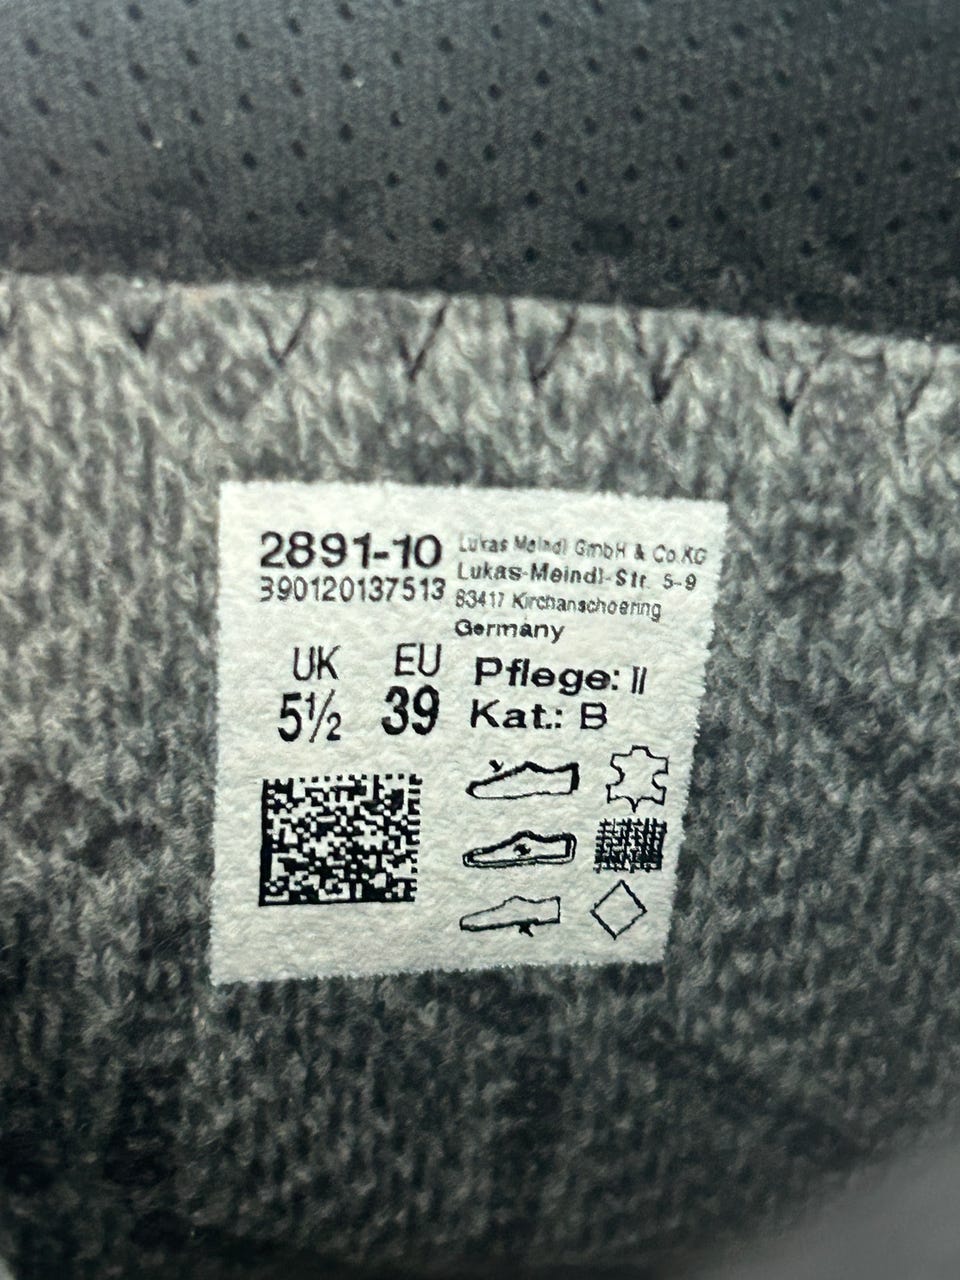 2891-10
390120137513
Lukas Meindl GmbH & Co.KG
Lukas-Meindl-Str. 5-9
83417 Kirchanschoering
Germany
UK EU
5½ 39
Pflege: II
Kat.: B